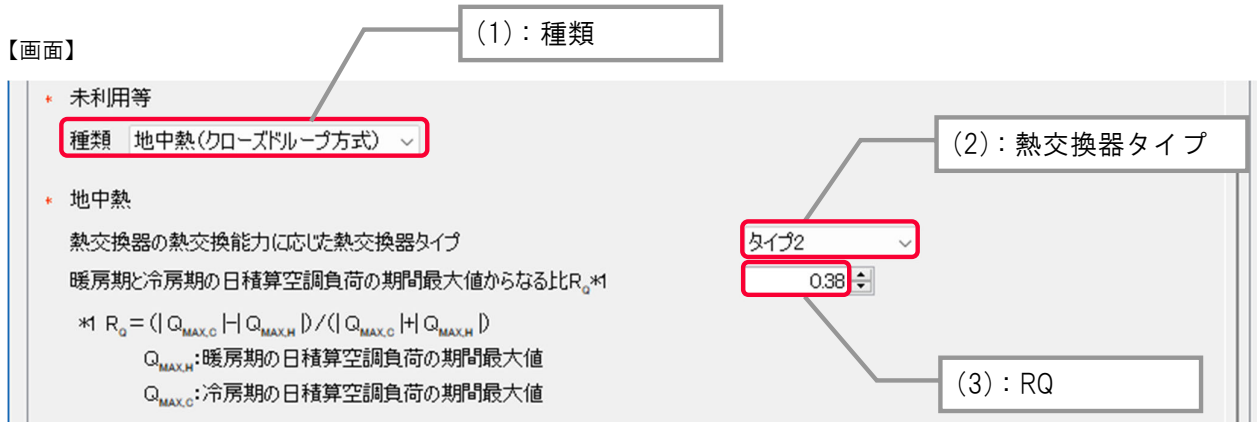 (1)：種類
【画面】
* 未利用等
種類 地中熱(クローズドループ方式)
(2)：熱交換器タイプ
* 地中熱
熱交換器の熱交換能力に応じた熱交換器タイプ タイプ2
暖房期と冷房期の日積算空調負荷の期間最大値からなる比RQ*1 0.38
*1 RQ＝(|QMAX,C|-|QMAX,H|)/(|QMAX,C|+|QMAX,H|)
QMAX,H:暖房期の日積算空調負荷の期間最大値
QMAX,C:冷房期の日積算空調負荷の期間最大値
(3)：RQ